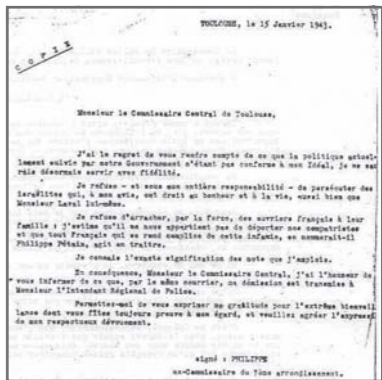 TOULOUSE, le 15 Janvier 1943.
COPIE
Monsieur le Commissaire Central de Toulouse,
J'ai le regret de vous rendre compte de ce que la politique actuel-
lement suivie par notre Gouvernement n'étant pas conforme à mon Idéal, je ne sau
rais désormais servir avec fidélité.
Je refuse - et sous mon entière responsabilité - de persécuter des
israëlites qui, à mon avis, ont droit au bonheur et à la vie, aussi bien que
Monsieur Laval lui-même.
Je refuse d'arracher, par la force, des ouvriers français à leur
famille : j'estime qu'il ne nous appartient pas de déporter nos compatriotes
et que tout Français qui se rend complice de cette infamie, se nommerait-il
Philippe Pétain, agit en traître.
Je connais l'exacte signification des mots que j'emploie.
En conséquence, Monsieur le Commissaire Central, j'ai l'honneur de
vous informer de ce que, par le même courrier, ma démission est transmise à
Monsieur l'Intendant Régional de Police.
Permettez-moi de vous exprimer ma gratitude pour l'extrême bienveil
lance dont vous fîtes toujours preuve à mon égard, et veuillez agréer l'expressi
de mon respectueux dévouement.
signé : PHILIPPE
ex-Commissaire du 7ème arrondissement.